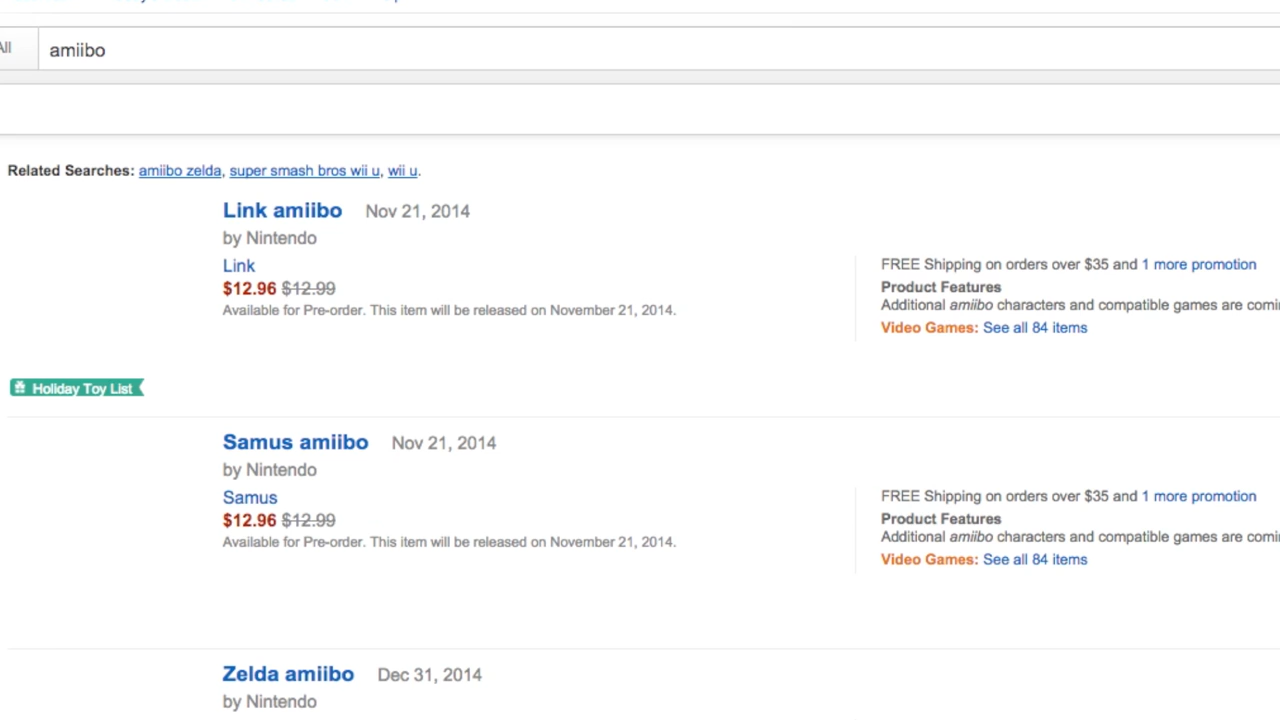 All
amiibo
Related Searches: amiibo zelda, super smash bros wii u, wii u.
Link amiibo Nov 21, 2014
by Nintendo
Link
$12.96 $12.99
Available for Pre-order. This item will be released on November 21, 2014.
FREE Shipping on orders over $35 and 1 more promotion
Product Features
Additional amiibo characters and compatible games are
Video Games: See all 84 items
Holiday Toy List
Samus amiibo Nov 21, 2014
by Nintendo
Samus
$12.96 $12.99
Available for Pre-order. This item will be released on November 21, 2014.
FREE Shipping on orders over $35 and 1 more promotion
Product Features
Additional amiibo characters and compatible games are
Video Games: See all 84 items
Zelda amiibo Dec 31, 2014
by Nintendo